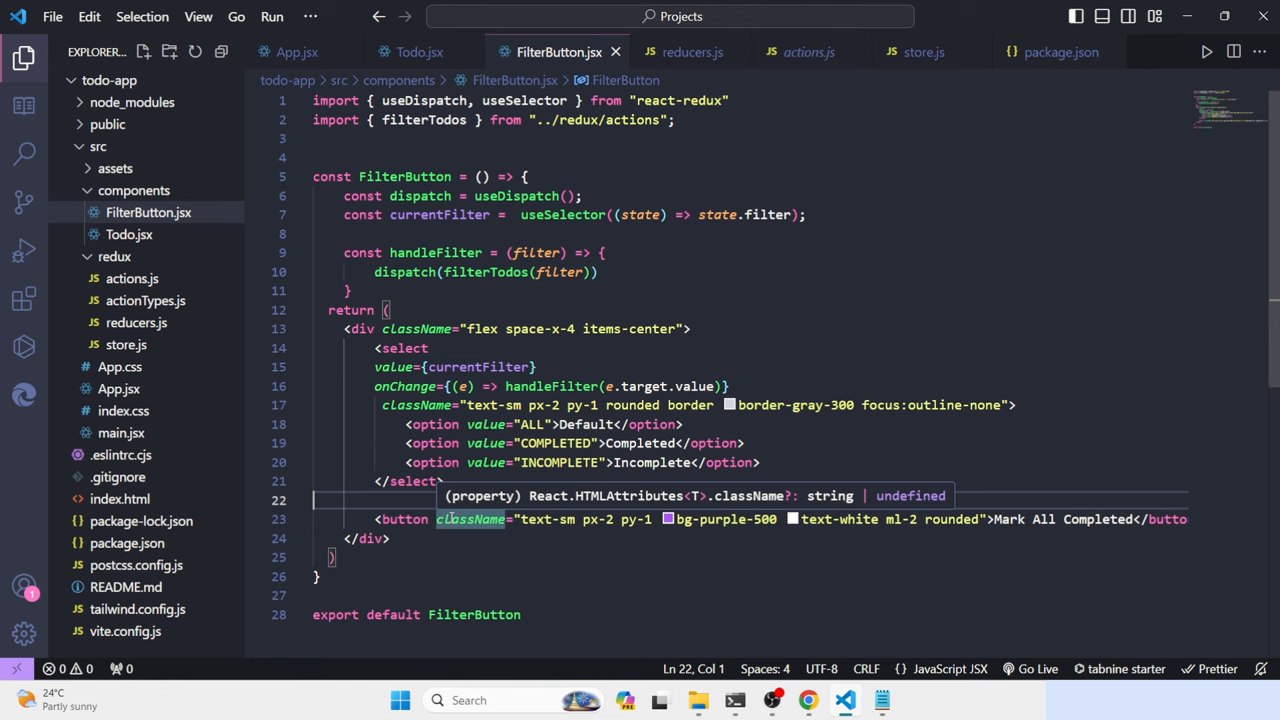 File Edit Selection View Go Run ··· Projects
EXPLORER... App.jsx Todo.jsx FilterButton.jsx reducers.js actions.js store.js package.json
todo-app > src > components > FilterButton.jsx > FilterButton
todo-app
node_modules
public
src
assets
components
FilterButton.jsx
Todo.jsx
redux
actions.js
actionTypes.js
reducers.js
store.js
App.css
App.jsx
index.css
main.jsx
.eslintrc.cjs
.gitignore
index.html
package-lock.json
package.json
postcss.config.js
README.md
tailwind.config.js
vite.config.js
1
1 import { useDispatch, useSelector } from "react-redux"
2 import { filterTodos } from "../redux/actions";
3
4
5 const FilterButton = () => {
6 const dispatch = useDispatch();
7 const currentFilter = useSelector((state) => state.filter);
8
9 const handleFilter = (filter) => {
10 dispatch(filterTodos(filter))
11 }
12 return (
13 <div className="flex space-x-4 items-center">
14 <select
15 value={currentFilter}
16 onChange={(e) => handleFilter(e.target.value)}
17 className="text-sm px-2 py-1 rounded border border-gray-300 focus:outline-none">
18 <option value="ALL">Default</option>
19 <option value="COMPLETED">Completed</option>
20 <option value="INCOMPLETE">Incomplete</option>
21 </select>
(property) React.HTMLAttributes<T>.className?: string | undefined
22
23 <button className="text-sm px-2 py-1 bg-purple-500 text-white ml-2 rounded">Mark All Completed</butto
24 </div>
25 )
26 }
27
28 export default FilterButton
0 0 0 Ln 22, Col 1 Spaces: 4 UTF-8 CRLF {} JavaScript JSX Go Live tabnine starter Prettier
24°C
Partly sunny
Search
PRE